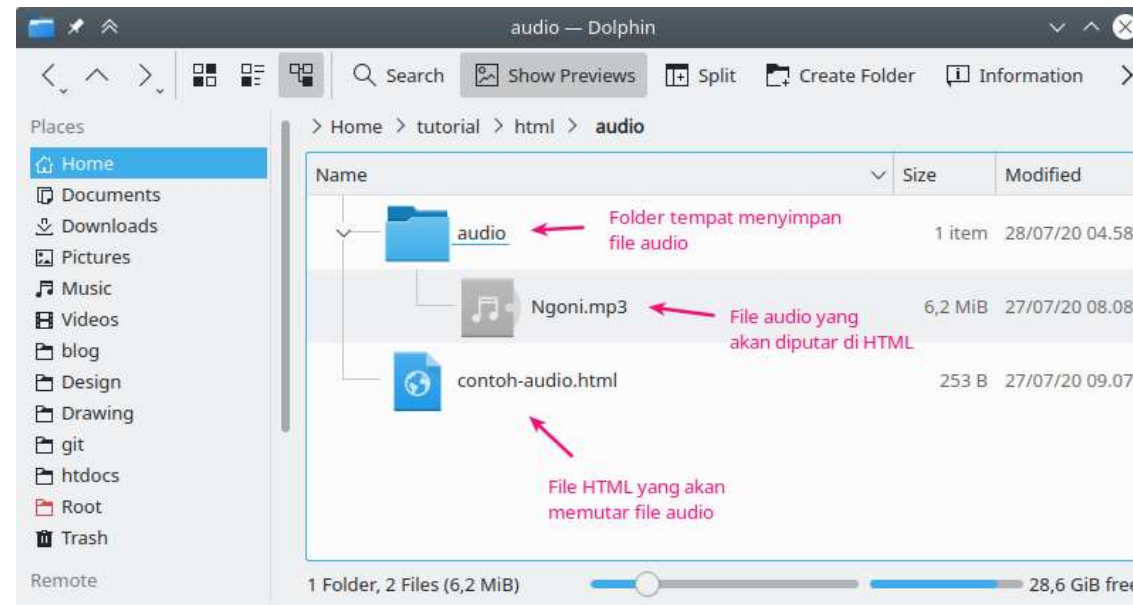 audio — Dolphin
Search Show Previews Split Create Folder Information
Places
Home
Documents
Downloads
Pictures
Music
Videos
blog
Design
Drawing
git
htdocs
Root
Trash
Remote
> Home > tutorial > html > audio
Name Size Modified
audio 1 item 28/07/20 04.58
Folder tempat menyimpan
file audio
Ngoni.mp3 6,2 MiB 27/07/20 08.08
File audio yang
akan diputar di HTML
contoh-audio.html 253 B 27/07/20 09.07
File HTML yang akan
memutar file audio
1 Folder, 2 Files (6,2 MiB) 28,6 GiB free